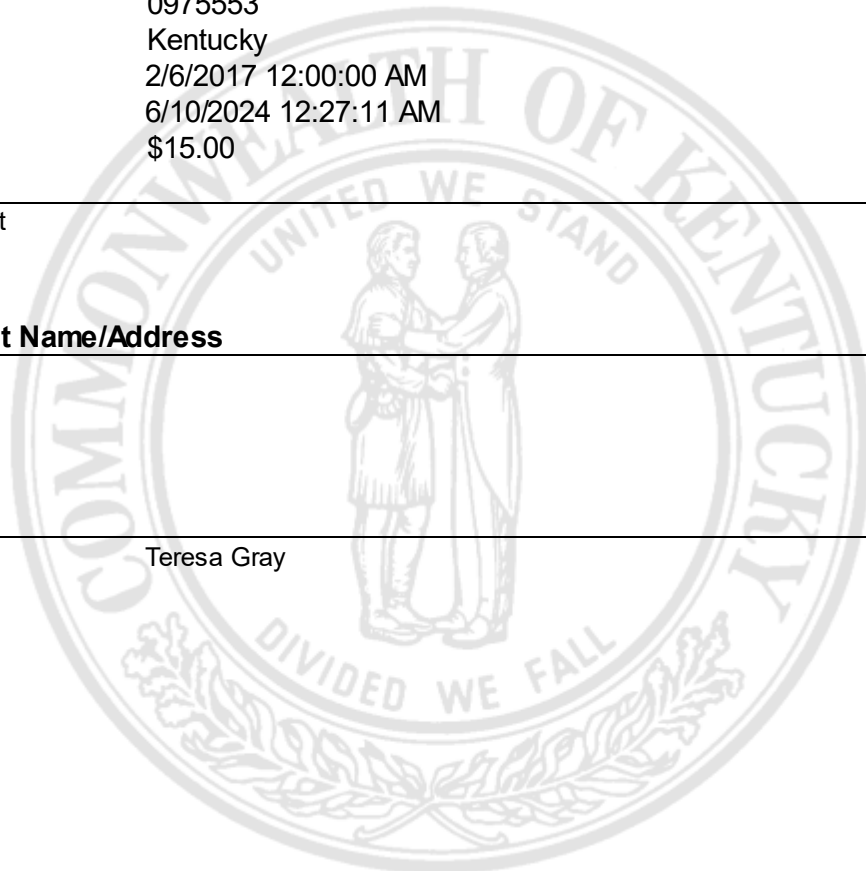 0975553
Kentucky
2/6/2017 12:00:00 AM
6/10/2024 12:27:11 AM
$15.00
t
t Name/Address
Teresa Gray
COMMONWEALTH OF KENTUCKY
UNITED WE STAND
DIVIDED WE FALL